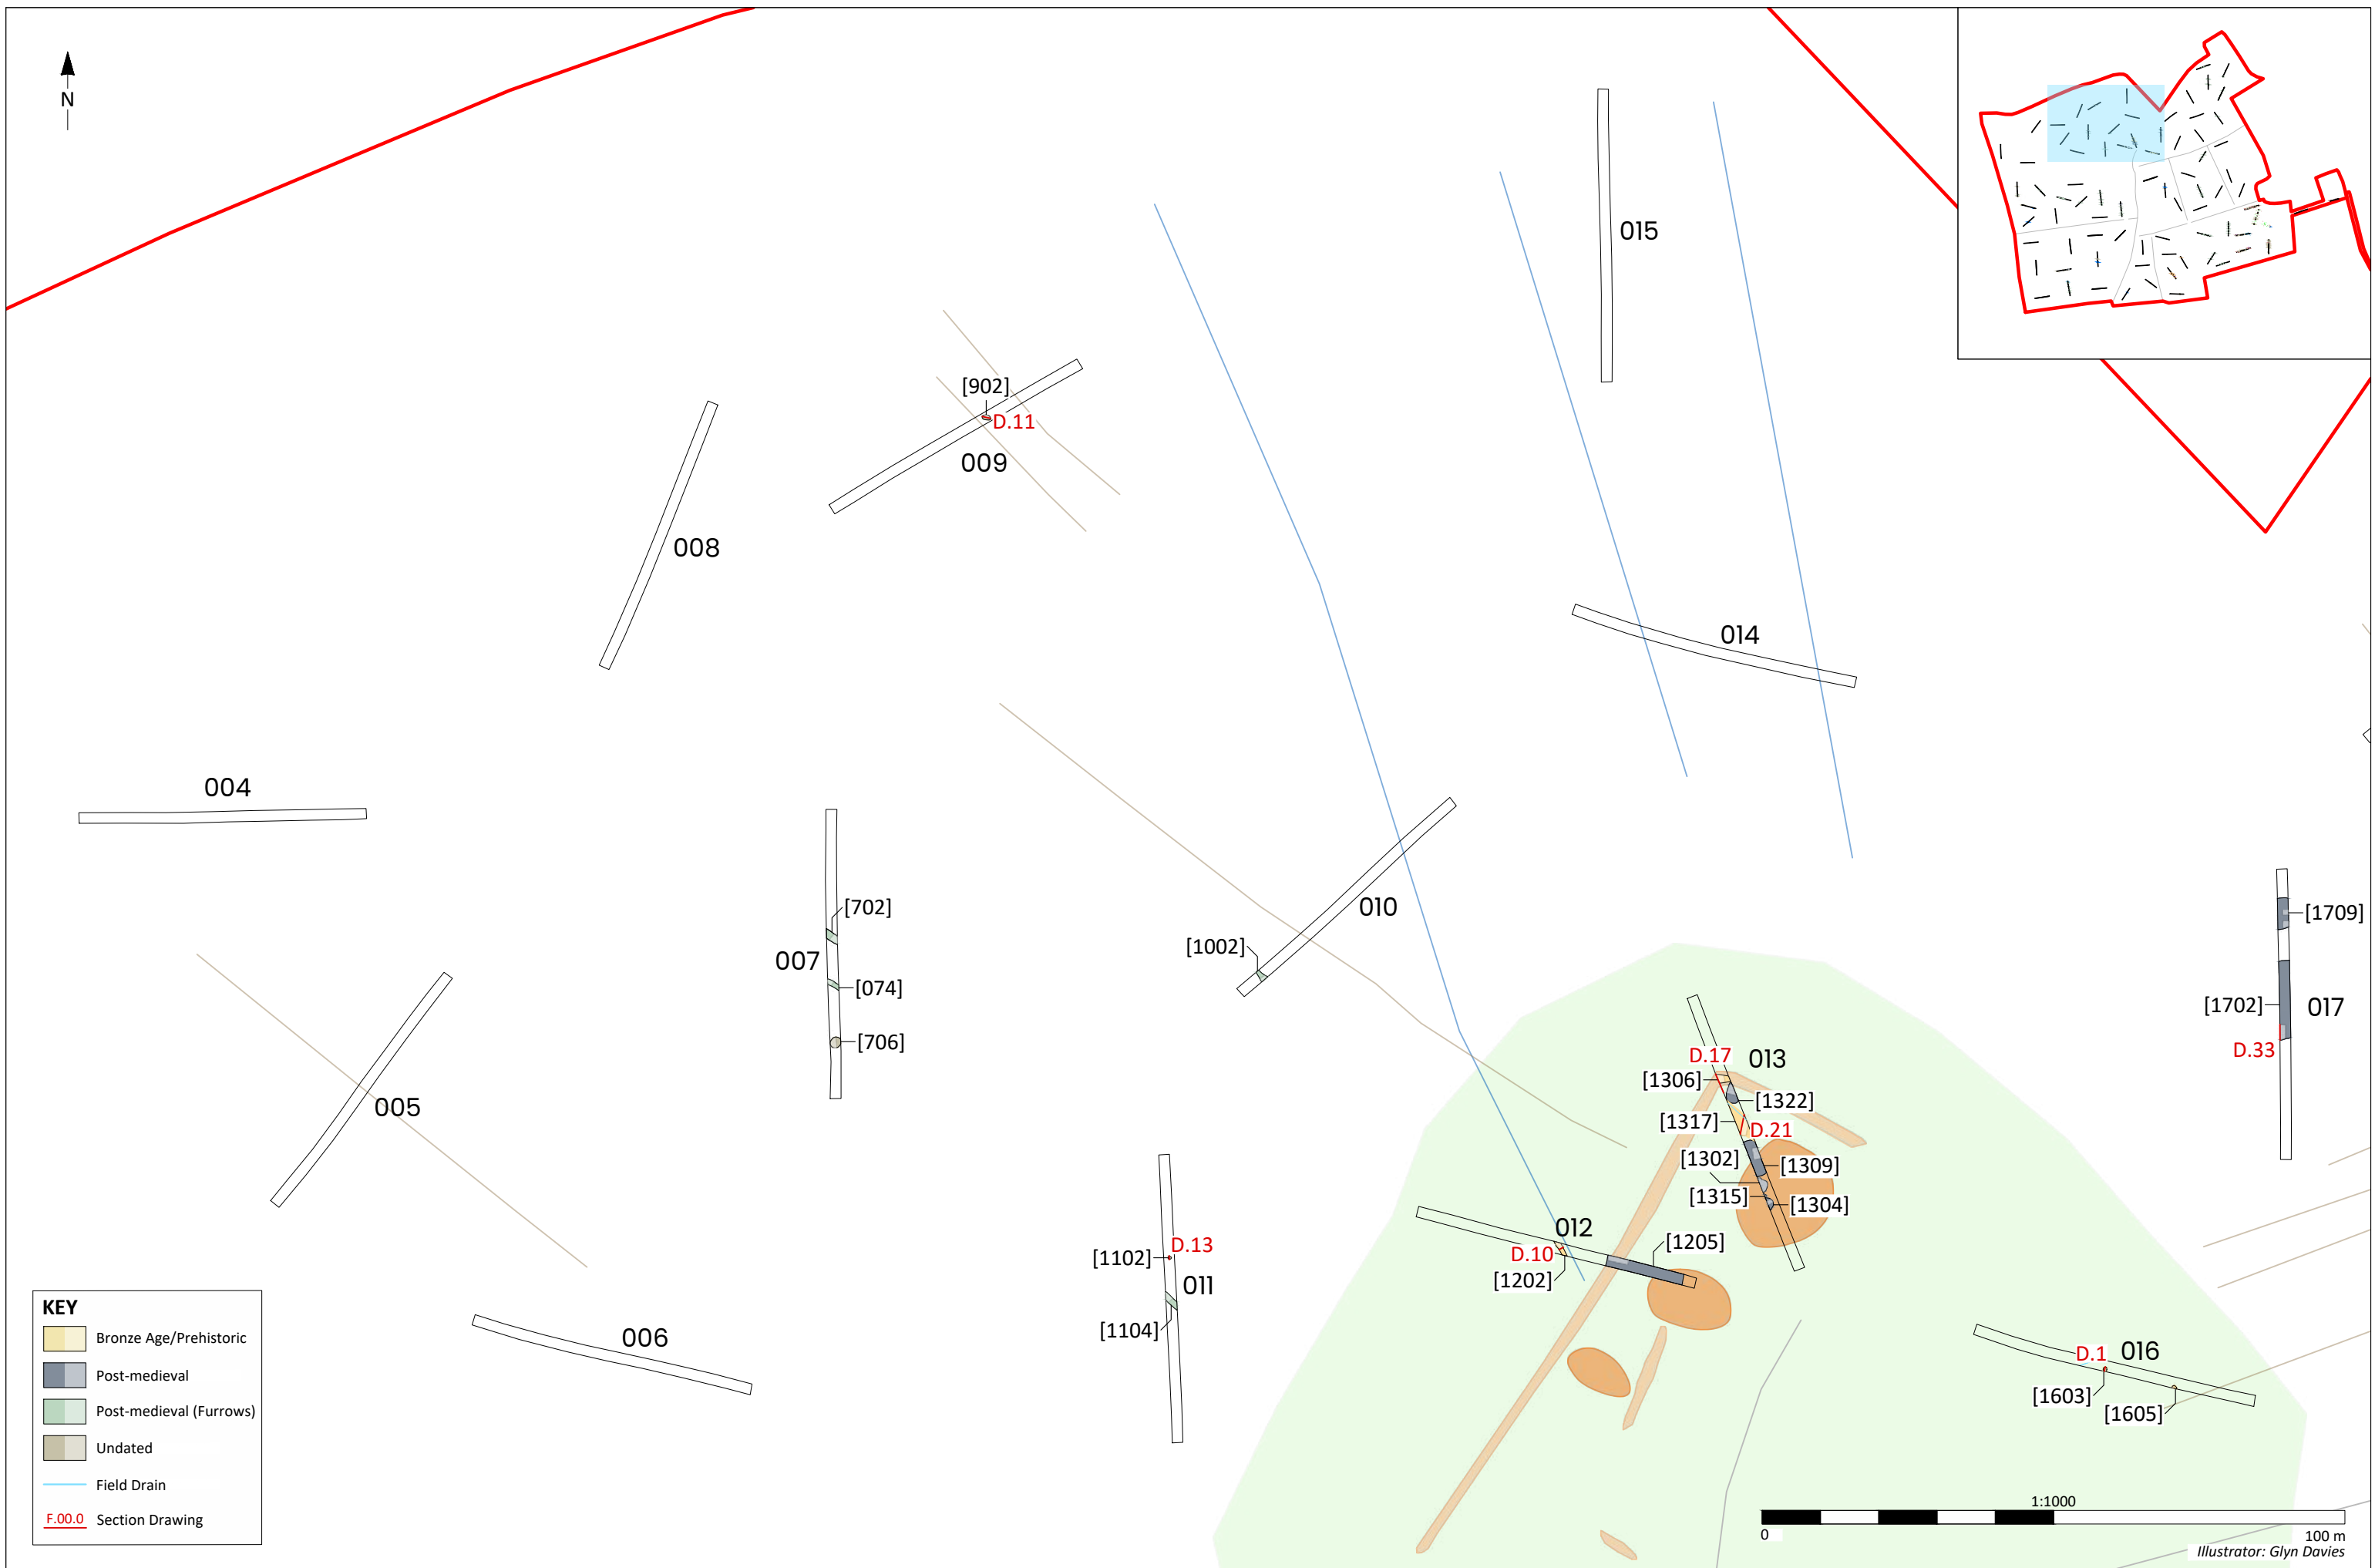 N
015
[902]
D.11
009
008
014
004
[702]
007
[074]
[706]
010
[1002]
[1709]
[1702]
017
D.33
D.17
013
[1306]
[1322]
[1317]
D.21
[1302]
[1309]
[1315]
[1304]
005
012
D.10
[1202]
[1205]
D.13
[1102]
011
[1104]
006
D.1
016
[1603]
[1605]
KEY
Bronze Age/Prehistoric
Post-medieval
Post-medieval (Furrows)
Undated
Field Drain
F.00.0 Section Drawing
1:1000
0 100 m
Illustrator: Glyn Davies